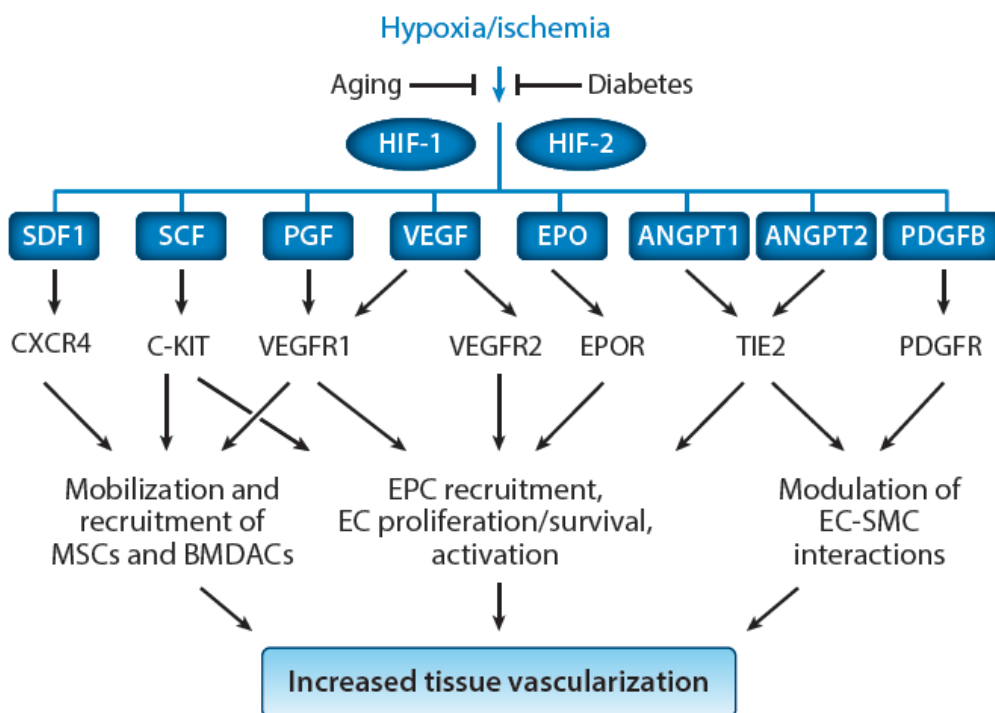 Hypoxia/ischemia
Aging
Diabetes
HIF-1
HIF-2
SDF1
SCF
PGF
VEGF
EPO
ANGPT1
ANGPT2
PDGFB
CXCR4
C-KIT
VEGFR1
VEGFR2
EPOR
TIE2
PDGFR
Mobilization and
recruitment of
MSCs and BMDACs
EPC recruitment,
EC proliferation/survival,
activation
Modulation of
EC-SMC
interactions
Increased tissue vascularization